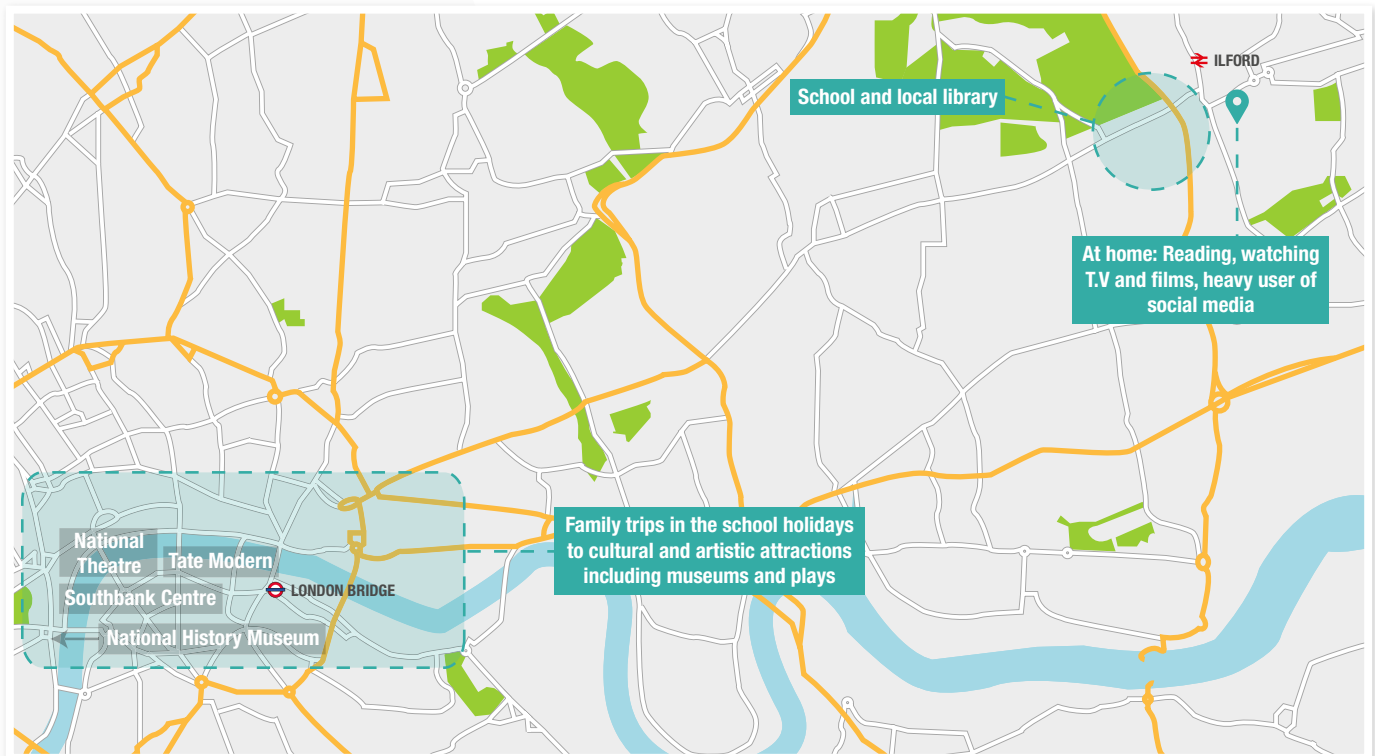 ILFORD
School and local library
At home: Reading, watching
T.V and films, heavy user of
social media
Family trips in the school holidays
to cultural and artistic attractions
including museums and plays
National
Theatre
Tate Modern
Southbank Centre
LONDON BRIDGE
National History Museum